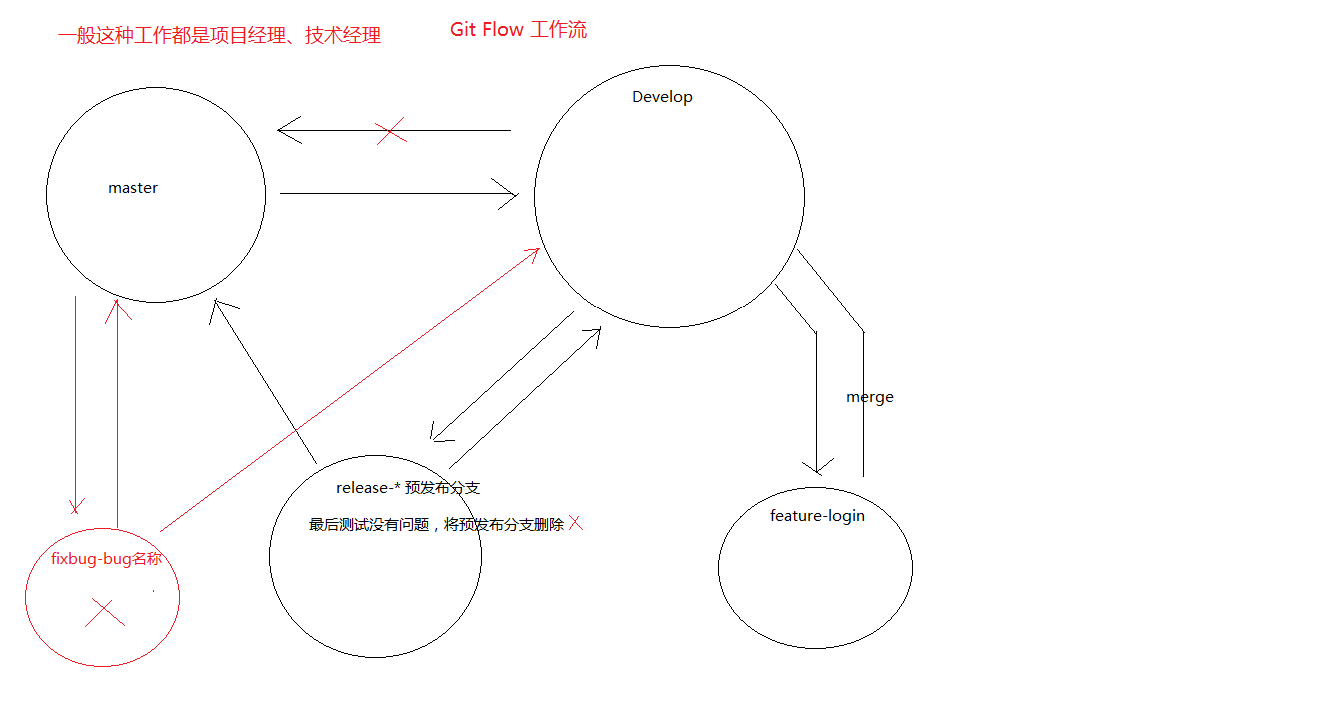 一般这种工作都是项目经理、技术经理
Git Flow 工作流
Develop
master
merge
release-* 预发布分支
最后测试没有问题，将预发布分支删除
feature-login
fixbug-bug名称